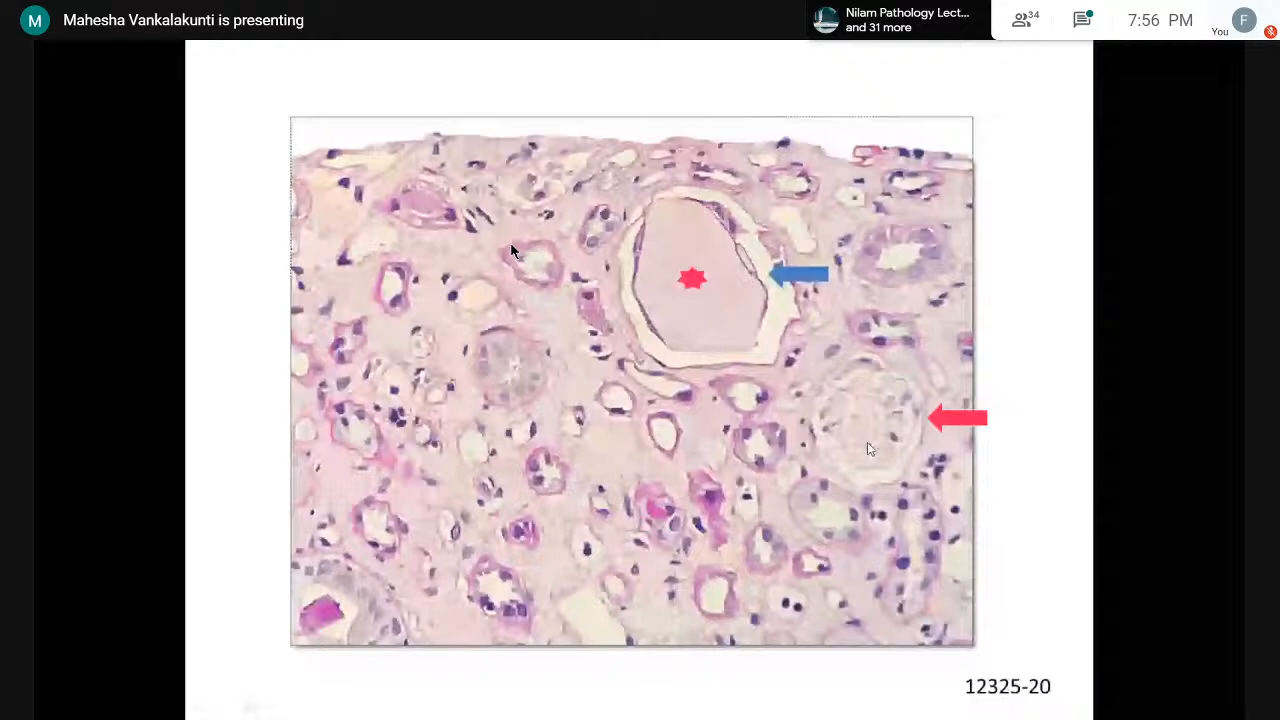 M Mahesha Vankalakunti is presenting
Nilam Pathology Lect...
and 31 more
34
7:56 PM
You
F
12325-20